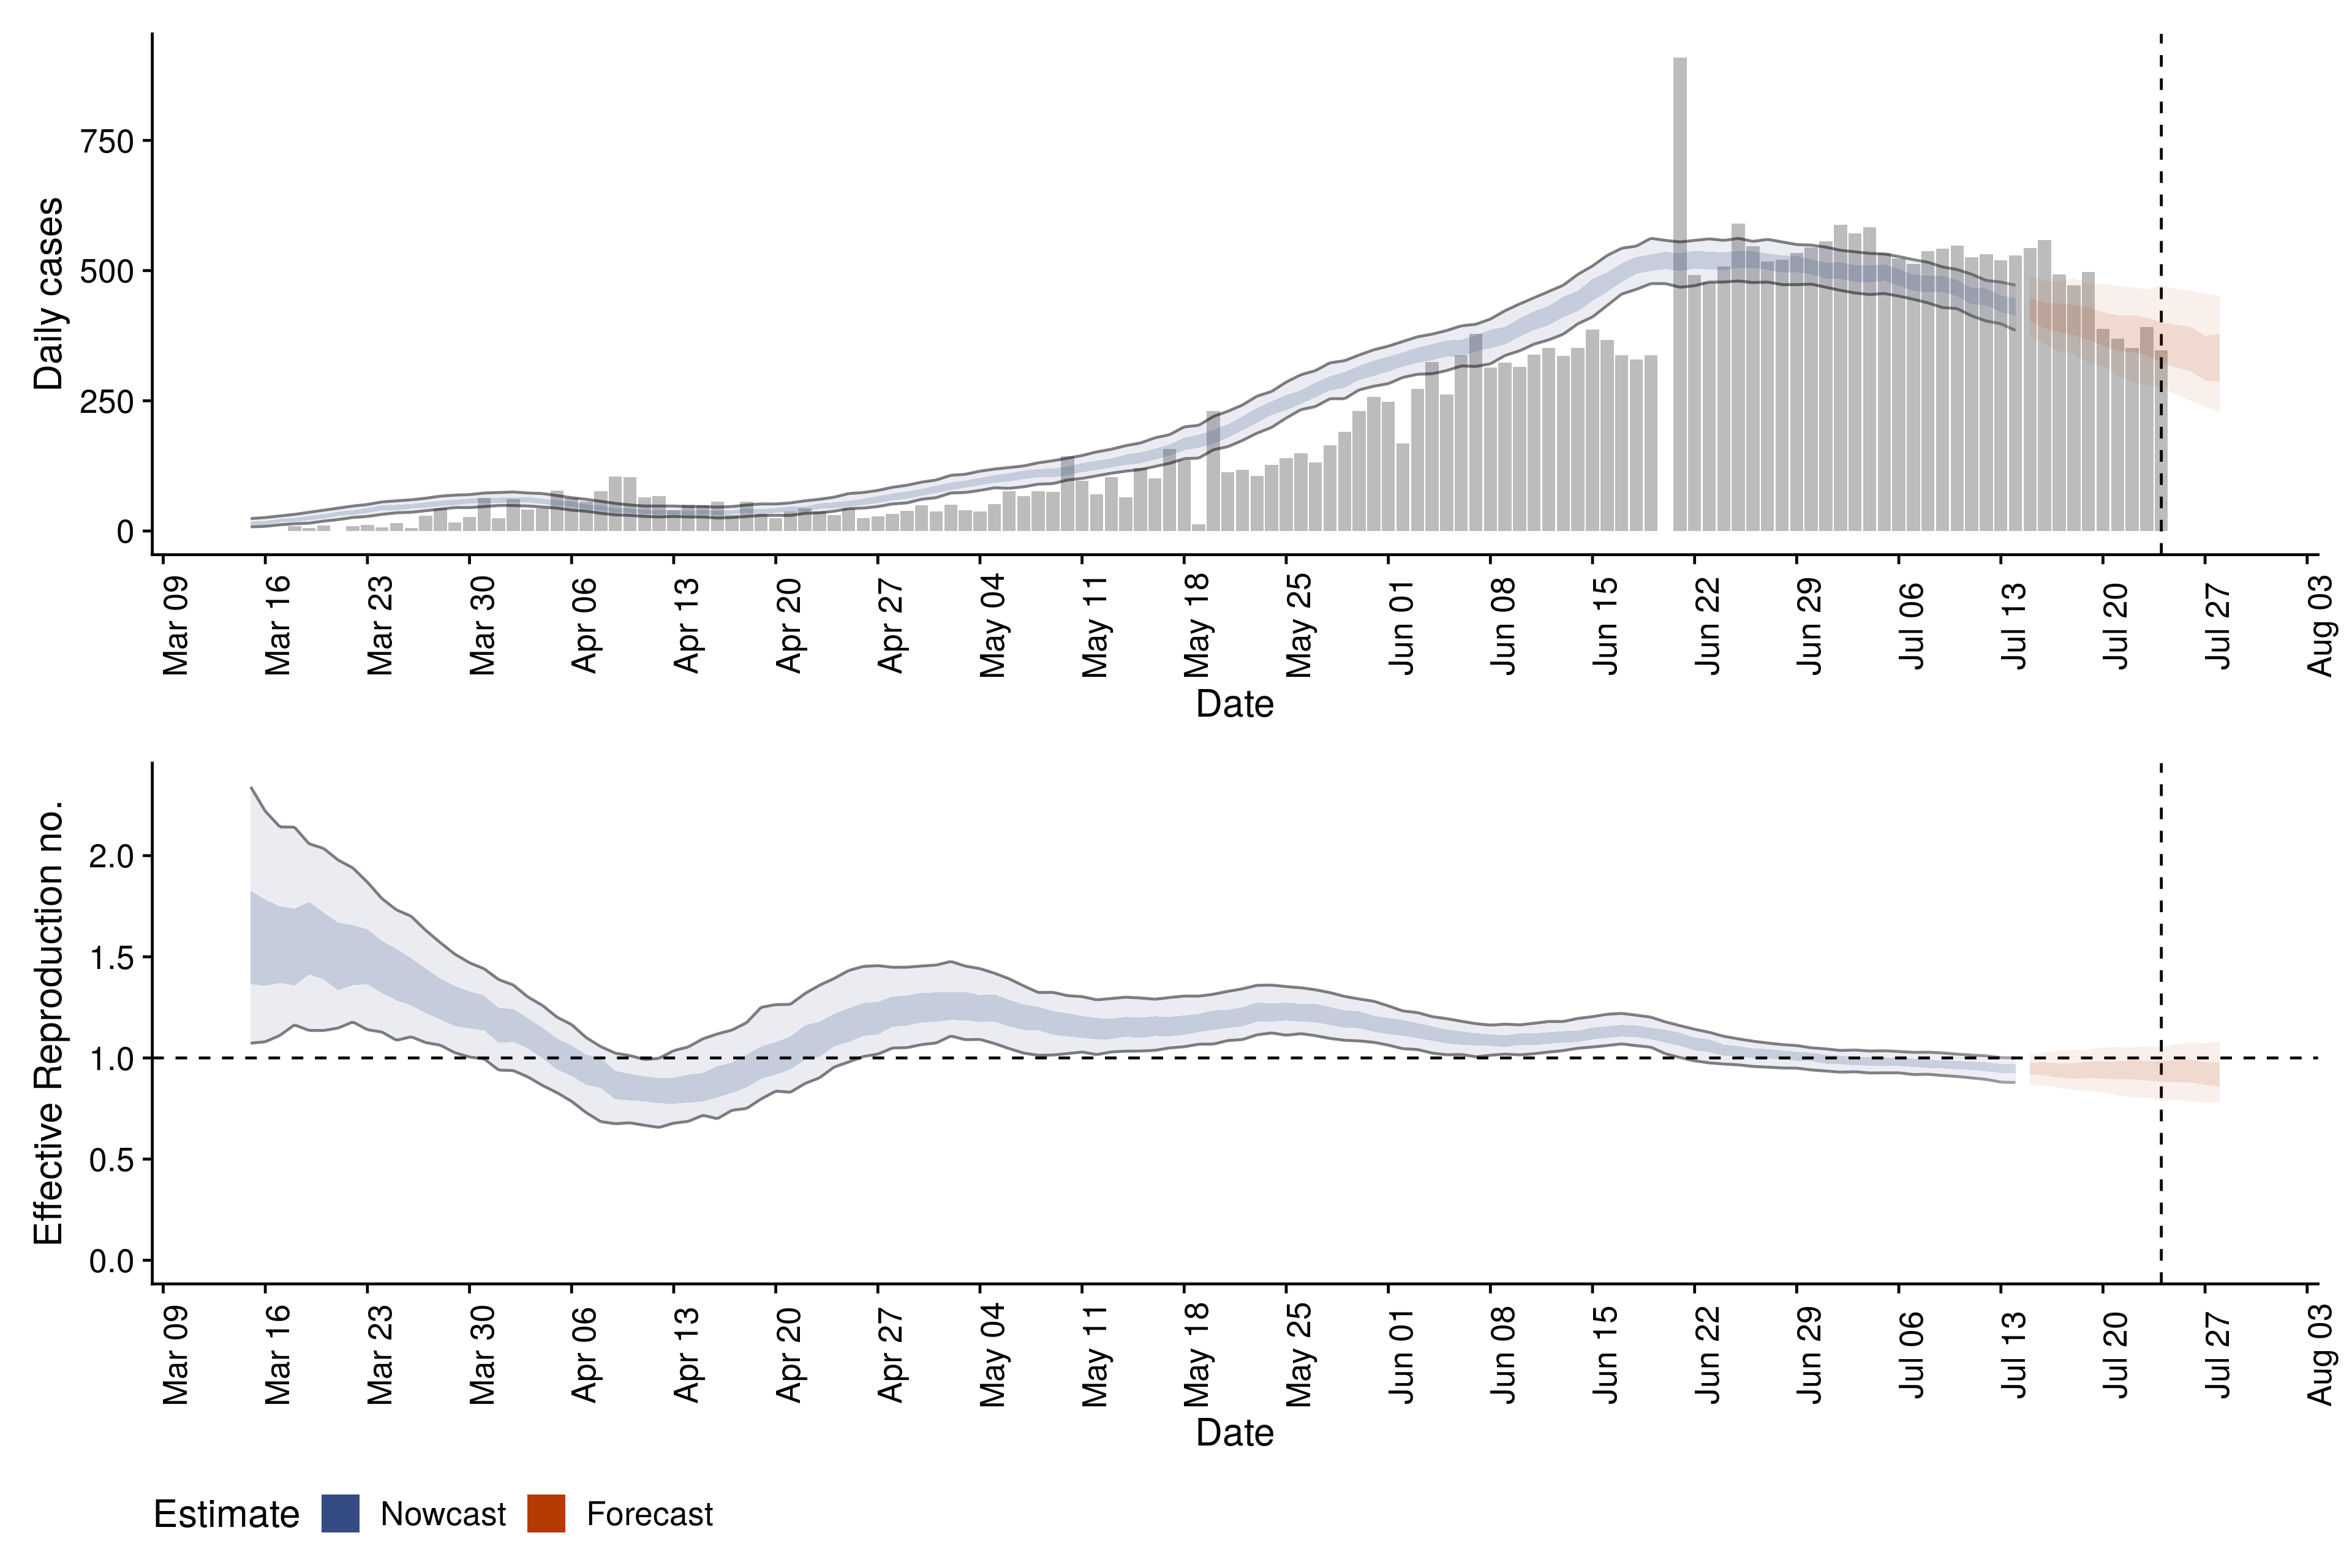 Daily cases
750
500
250
0
Mar 09
Mar 16
Mar 23
Mar 30
Apr 06
Apr 13
Apr 20
Apr 27
May 04
May 11
May 18
May 25
Jun 01
Jun 08
Jun 15
Jun 22
Jun 29
Jul 06
Jul 13
Jul 20
Jul 27
Aug 03
Date
Effective Reproduction no.
2.0
1.5
1.0
0.5
0.0
Mar 09
Mar 16
Mar 23
Mar 30
Apr 06
Apr 13
Apr 20
Apr 27
May 04
May 11
May 18
May 25
Jun 01
Jun 08
Jun 15
Jun 22
Jun 29
Jul 06
Jul 13
Jul 20
Jul 27
Aug 03
Date
Estimate Nowcast Forecast